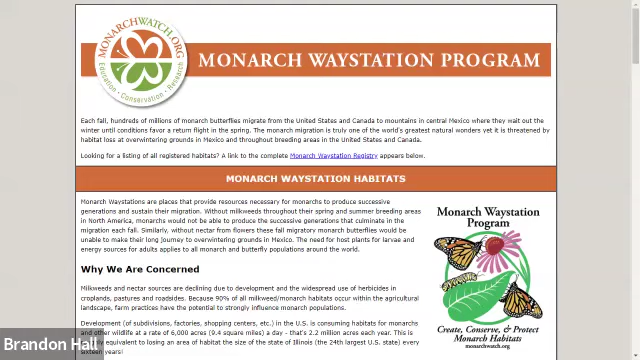 MONARCHWATCH.ORG
Education • Conservation • Research
MONARCH WAYSTATION PROGRAM
Each fall, hundreds of millions of monarch butterflies migrate from the United States and Canada to mountains in central Mexico where they wait out the
winter until conditions favor a return flight in the spring. The monarch migration is truly one of the world's greatest natural wonders yet it is threatened by
habitat loss at overwintering grounds in Mexico and throughout breeding areas in the United States and Canada.
Looking for a listing of all registered habitats? A link to the complete Monarch Waystation Registry appears below.
MONARCH WAYSTATION HABITATS
Monarch Waystations are places that provide resources necessary for monarchs to produce successive
generations and sustain their migration. Without milkweeds throughout their spring and summer breeding areas
in North America, monarchs would not be able to produce the successive generations that culminate in the
migration each fall. Similarly, without nectar from flowers these fall migratory monarch butterflies would be
unable to make their long journey to overwintering grounds in Mexico. The need for host plants for larvae and
energy sources for adults applies to all monarch and butterfly populations around the world.
Monarch Waystation
Program
Create, Conserve, & Protect
Monarch Habitats
monarchwatch.org
Why We Are Concerned
Milkweeds and nectar sources are declining due to development and the widespread use of herbicides in
croplands, pastures and roadsides. Because 90% of all milkweed/monarch habitats occur within the agricultural
landscape, farm practices have the potential to strongly influence monarch populations.
Development (of subdivisions, factories, shopping centers, etc.) in the U.S. is consuming habitats for monarchs
and other wildlife at a rate of 6,000 acres (9.4 square miles) a day - that's 2.2 million acres each year. This is
equivalent to losing an area of habitat the size of the state of Illinois (the 24th largest U.S. state) every
sixteen years!
Brandon Hall